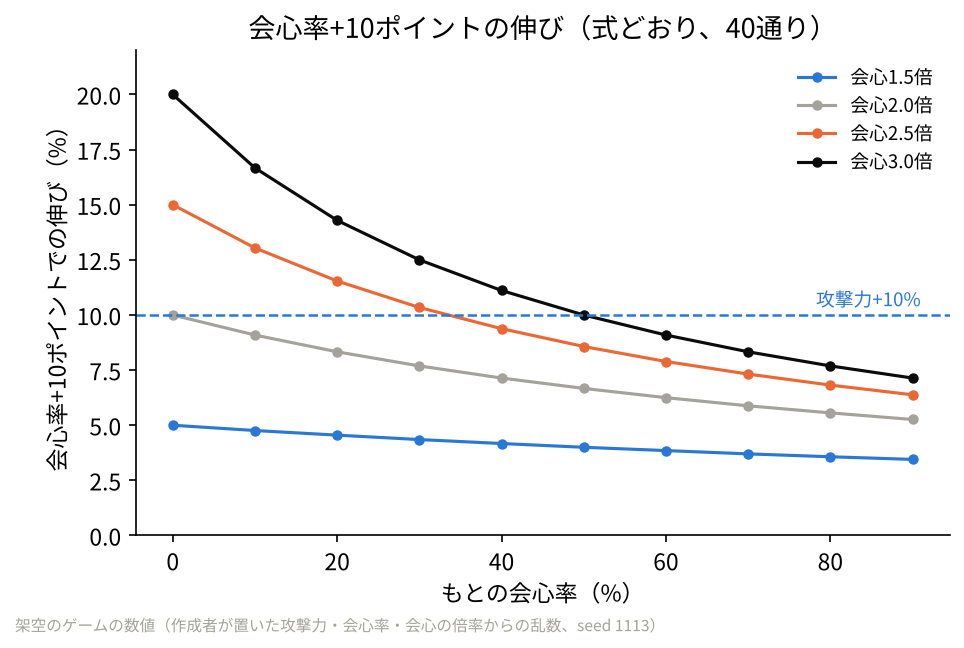 会心率+10ポイントの伸び（式どおり、40通り）
会心率+10ポイントでの伸び（%）
20.0
17.5
15.0
12.5
10.0
7.5
5.0
2.5
0.0
会心1.5倍
会心2.0倍
会心2.5倍
会心3.0倍
攻撃力+10%
0
20
40
60
80
もとの会心率（%）
架空のゲームの数値（作成者が置いた攻撃力・会心率・会心の倍率からの乱数、seed 1113）